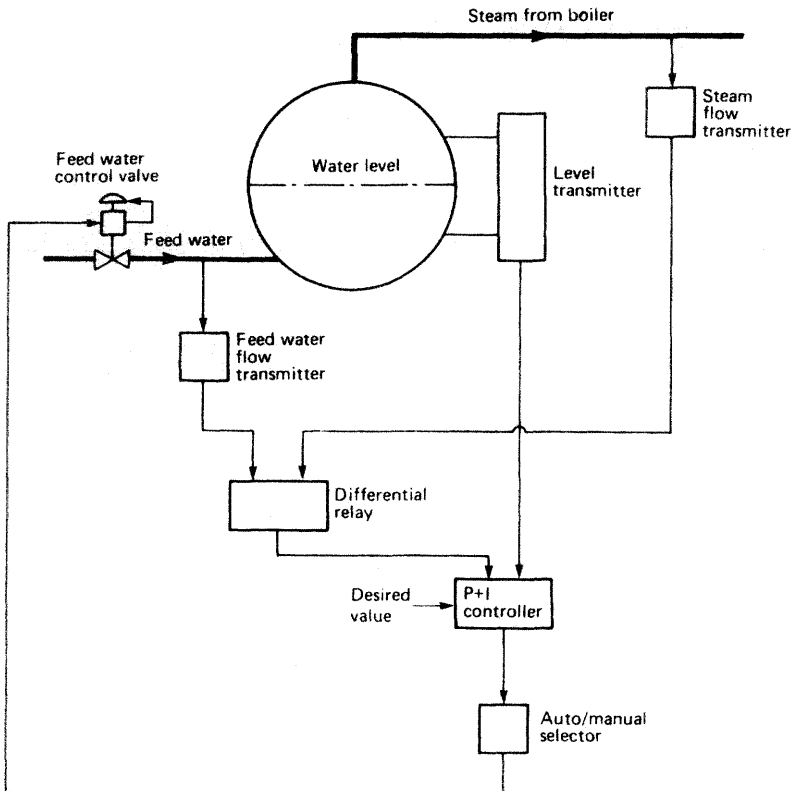 Steam from boiler
Steam
flow
transmitter
Water level
Level
transmitter
Feed water
control valve
Feed water
Feed water
flow
transmitter
Differential
relay
Desired
value
P+I
controller
Auto/manual
selector